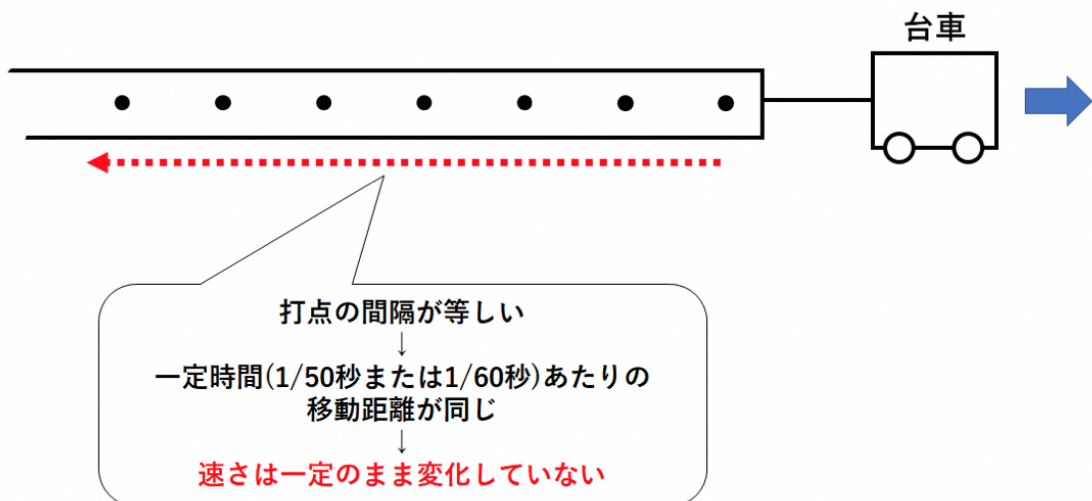 台車
打点の間隔が等しい
↓
一定時間(1/50秒または1/60秒)あたりの
移動距離が同じ
↓
速さは一定のまま変化していない